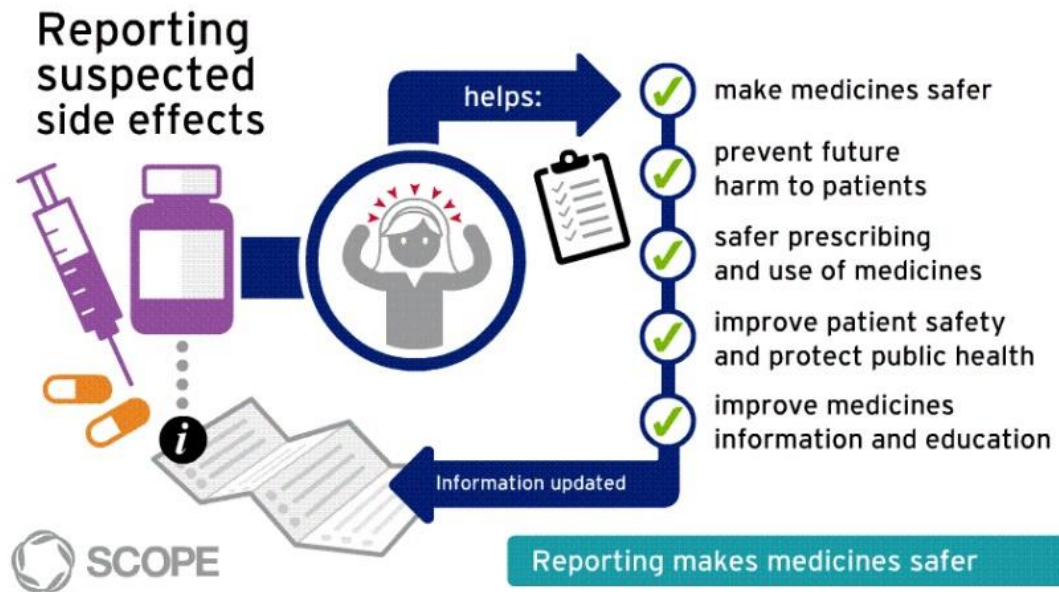 Reporting
suspected
side effects
helps:
make medicines safer
prevent future
harm to patients
safer prescribing
and use of medicines
improve patient safety
and protect public health
improve medicines
information and education
i
Information updated
SCOPE
Reporting makes medicines safer